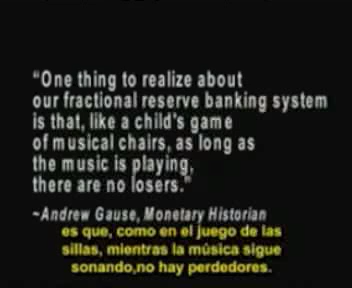 "One thing to realize about
our fractional reserve banking system
is that, like a child's game
of musical chairs, as long as
the music is playing,
there are no losers."
~Andrew Gause, Monetary Historian
es que, como en el juego de las
sillas, mientras la música sigue
sonando,no hay perdedores.